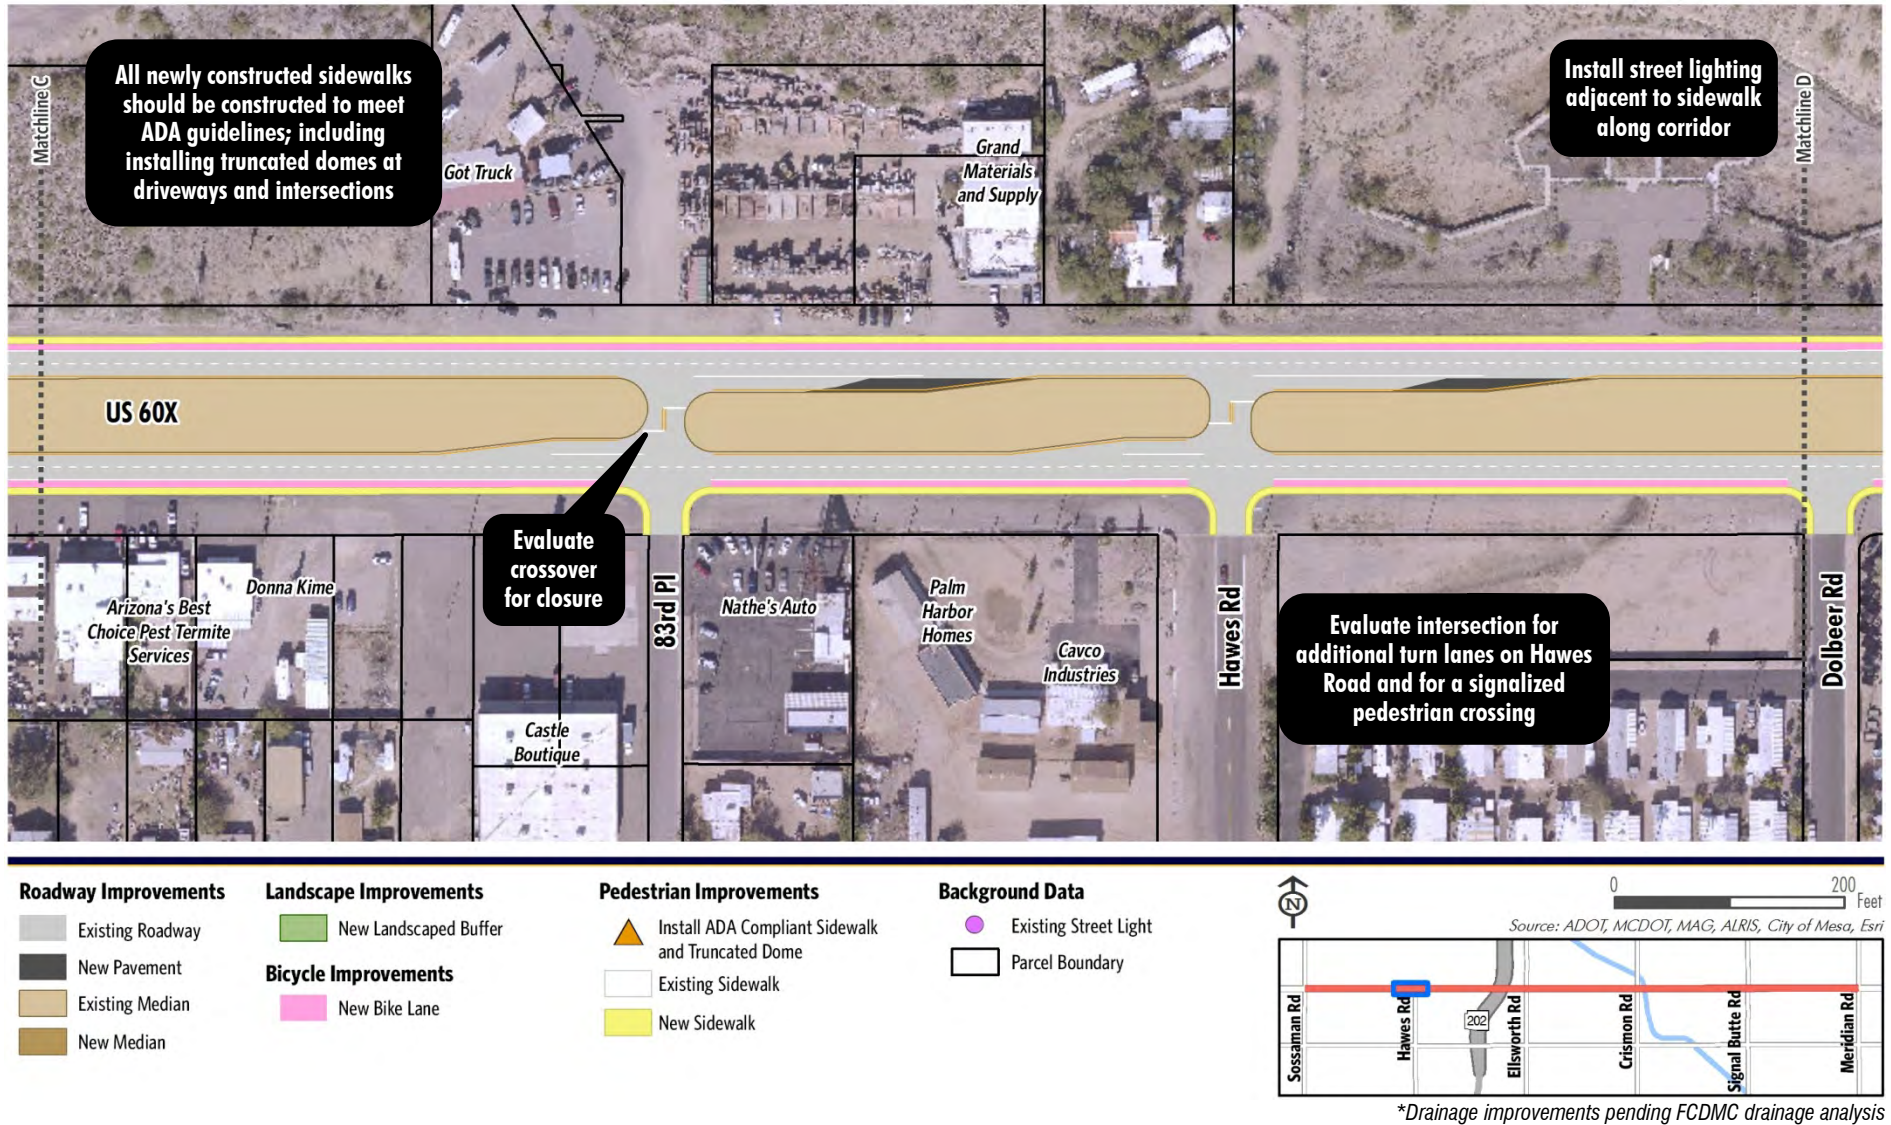 Matchline C
All newly constructed sidewalks
should be constructed to meet
ADA guidelines; including
installing truncated domes at
driveways and intersections
Got Truck
Grand
Materials
and Supply
Install street lighting
adjacent to sidewalk
along corridor
Matchline D
US 60X
Evaluate
crossover
for closure
Arizona's Best
Choice Pest Termite
Services
Donna Kime
Castle
Boutique
83rd Pl
Nathe's Auto
Palm
Harbor
Homes
Cavco
Industries
Hawes Rd
Evaluate intersection for
additional turn lanes on Hawes
Road and for a signalized
pedestrian crossing
Dolbeer Rd
Roadway Improvements
Existing Roadway
New Pavement
Existing Median
New Median
Landscape Improvements
New Landscaped Buffer
Bicycle Improvements
New Bike Lane
Pedestrian Improvements
Install ADA Compliant Sidewalk
and Truncated Dome
Existing Sidewalk
New Sidewalk
Background Data
Existing Street Light
Parcel Boundary
N
0 200
Feet
Source: ADOT, MCDOT, MAG, ALRIS, City of Mesa, Esri
Sossaman Rd
Hawes Rd
202
Ellsworth Rd
Crismon Rd
Signal Butte Rd
Meridian Rd
*Drainage improvements pending FCDMC drainage analysis